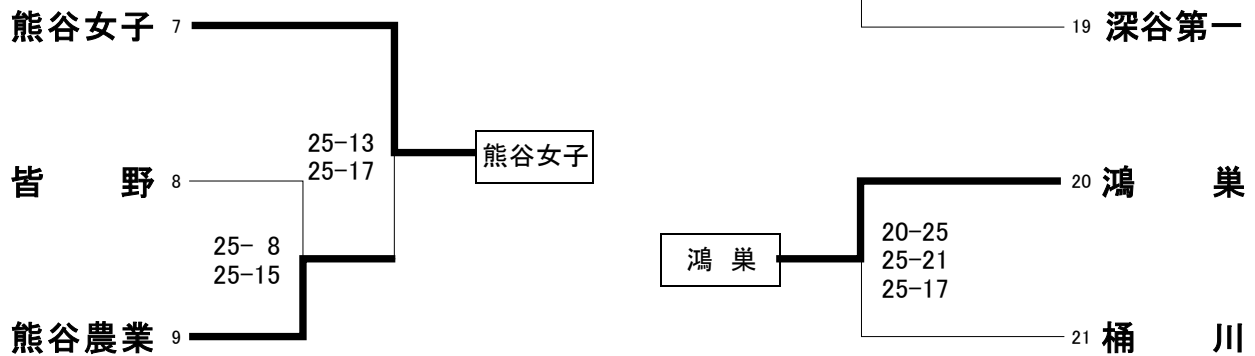 熊谷女子 7
25-13
25-17
熊谷女子
皆 野 8
25- 8
25-15
熊谷農業 9
19 深谷第一
20 鴻 巣
鴻 巣
20-25
25-21
25-17
21 桶 川